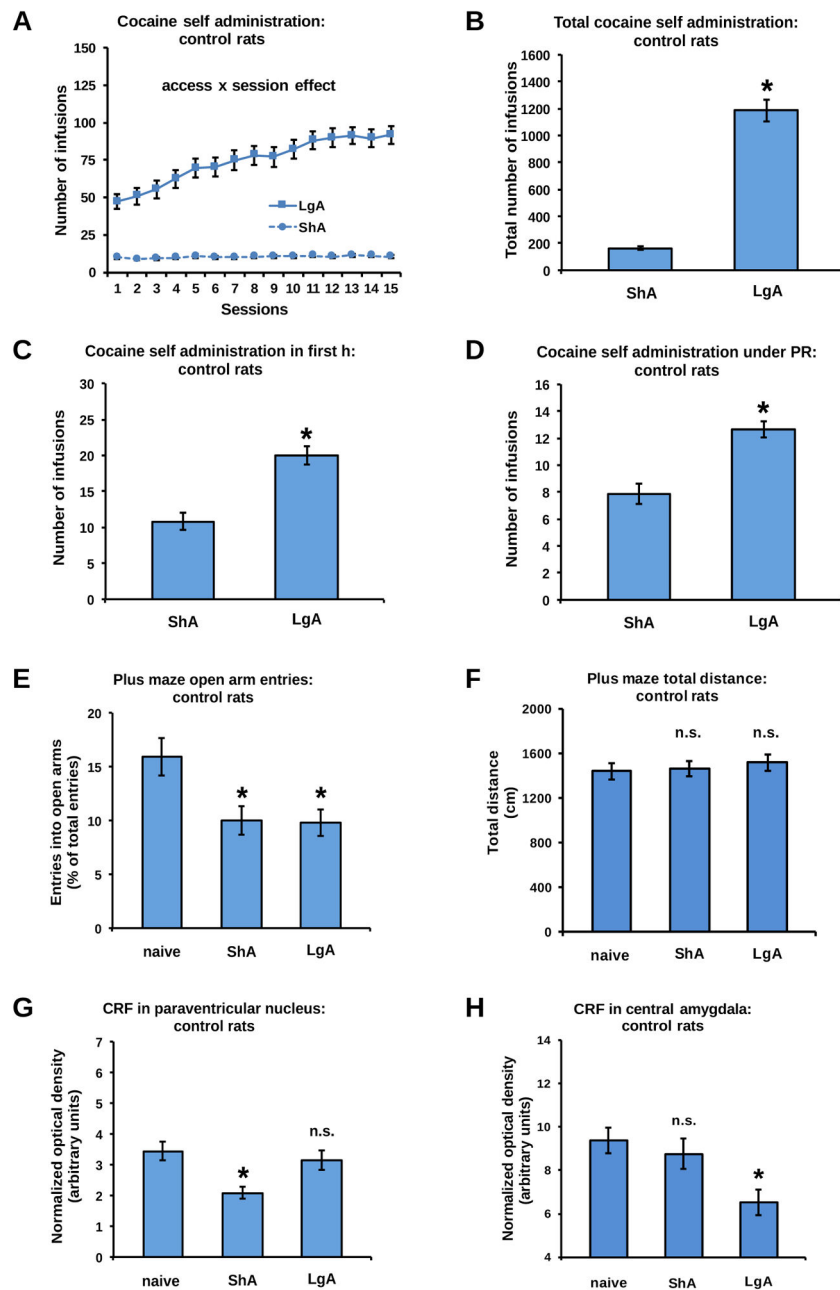 A
Cocaine self administration:
control rats
150
125
100
75
50
25
0
Number of infusions
access x session effect
LgA
ShA
1 2 3 4 5 6 7 8 9 10 11 12 13 14 15
Sessions
B
Total cocaine self administration:
control rats
1600
1400
1200
1000
800
600
400
200
0
Total number of infusions
*
ShA LgA
C
Cocaine self administration in first h:
control rats
30
25
20
15
10
5
0
Number of infusions
*
ShA LgA
D
Cocaine self administration under PR:
control rats
16
14
12
10
8
6
4
2
0
Number of infusions
*
ShA LgA
E
Plus maze open arm entries:
control rats
20
15
10
5
0
Entries into open arms
(% of total entries)
* *
naive ShA LgA
F
Plus maze total distance:
control rats
2000
1600
1200
800
400
0
Total distance
(cm)
n.s. n.s.
naive ShA LgA
G
CRF in paraventricular nucleus:
control rats
7
6
5
4
3
2
1
0
Normalized optical density
(arbitrary units)
*
n.s.
naive ShA LgA
H
CRF in central amygdala:
control rats
14
12
10
8
6
4
Normalized optical density
(arbitrary units)
n.s.
*
naive ShA LgA